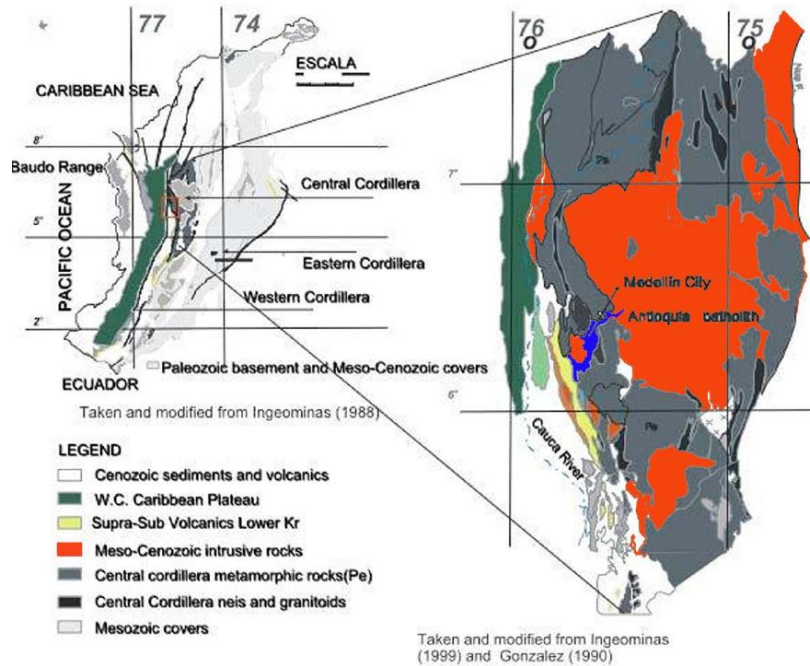 77
74
ESCALA
CARIBBEAN SEA
8°
Baudo Range
Central Cordillera
PACIFIC OCEAN
5°
Eastern Cordillera
Western Cordillera
2°
Paleozoic basement and Meso-Cenozoic covers
ECUADOR
Taken and modified from Ingeominas (1988)
LEGEND
Cenozoic sediments and volcanics
W.C. Caribbean Plateau
Supra-Sub Volcanics Lower Kr
Meso-Cenozoic intrusive rocks
Central cordillera metamorphic rocks(Pe)
Central Cordillera neis and granitoids
Mesozoic covers
76
O
75
O
Pe
7°
Medellín City
Antioquia batholith
6°
Pe
Cauca River
Taken and modified from Ingeominas
(1999) and Gonzalez (1990)